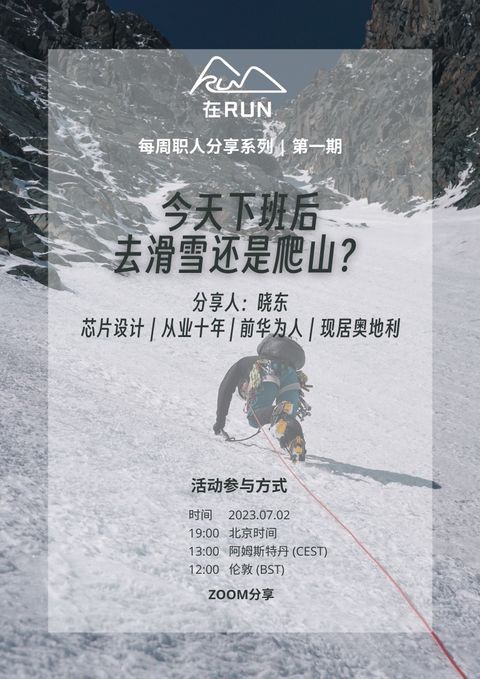 RUN
在RUN
每周职人分享系列 | 第一期
今天下班后
去滑雪还是爬山？
分享人：晓东
芯片设计 | 从业十年 | 前华为人 | 现居奥地利
活动参与方式
时间 2023.07.02
19:00 北京时间
13:00 阿姆斯特丹 (CEST)
12:00 伦敦 (BST)
ZOOM分享